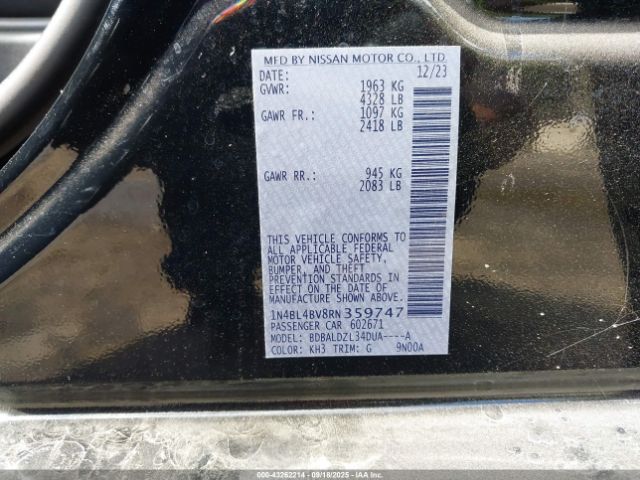 MFD BY NISSAN MOTOR CO., LTD.
DATE: 12/23
GVWR: 1963 KG
4328 LB
GAWR FR.: 1097 KG
2418 LB
GAWR RR.: 945 KG
2083 LB
THIS VEHICLE CONFORMS TO
ALL APPLICABLE FEDERAL
MOTOR VEHICLE SAFETY,
BUMPER, AND THEFT
PREVENTION STANDARDS IN
EFFECT ON THE DATE OF
MANUFACTURE SHOWN ABOVE.
1N4BL4BV8RN359747
PASSENGER CAR 602671
MODEL: BDBALDZL34DUA----A
COLOR: KH3 TRIM: G 9N00A
000-43262214 - 09/18/2025 - COPYRIGHT IAA, LLC.